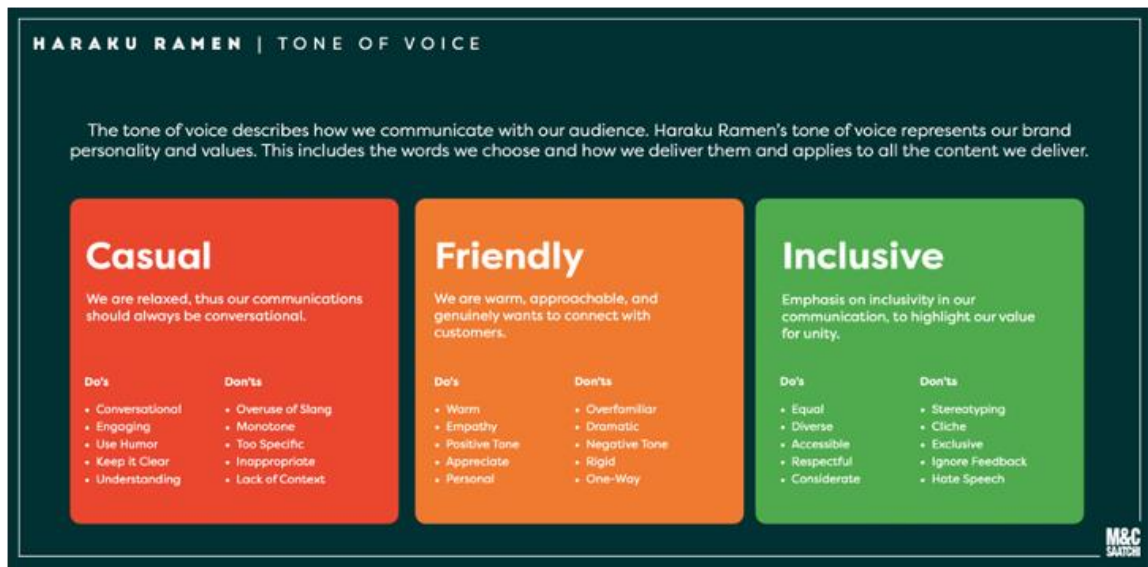 HARAKU RAMEN | TONE OF VOICE
The tone of voice describes how we communicate with our audience. Haraku Ramen's tone of voice represents our brand
personality and values. This includes the words we choose and how we deliver them and applies to all the content we deliver.
Casual
We are relaxed, thus our communications
should always be conversational.
Do's
• Conversational
• Engaging
• Use Humor
• Keep it Clear
• Understanding
Don'ts
• Overuse of Slang
• Monotone
• Too Specific
• Inappropriate
• Lack of Context
Friendly
We are warm, approachable, and
genuinely wants to connect with
customers.
Do's
• Warm
• Empathy
• Positive Tone
• Appreciate
• Personal
Don'ts
• Overfamiliar
• Dramatic
• Negative Tone
• Rigid
• One-Way
Inclusive
Emphasis on inclusivity in our
communication, to highlight our value
for unity.
Do's
• Equal
• Diverse
• Accessible
• Respectful
• Considerate
Don'ts
• Stereotyping
• Cliche
• Exclusive
• Ignore Feedback
• Hate Speech
M&C
SAATCHI